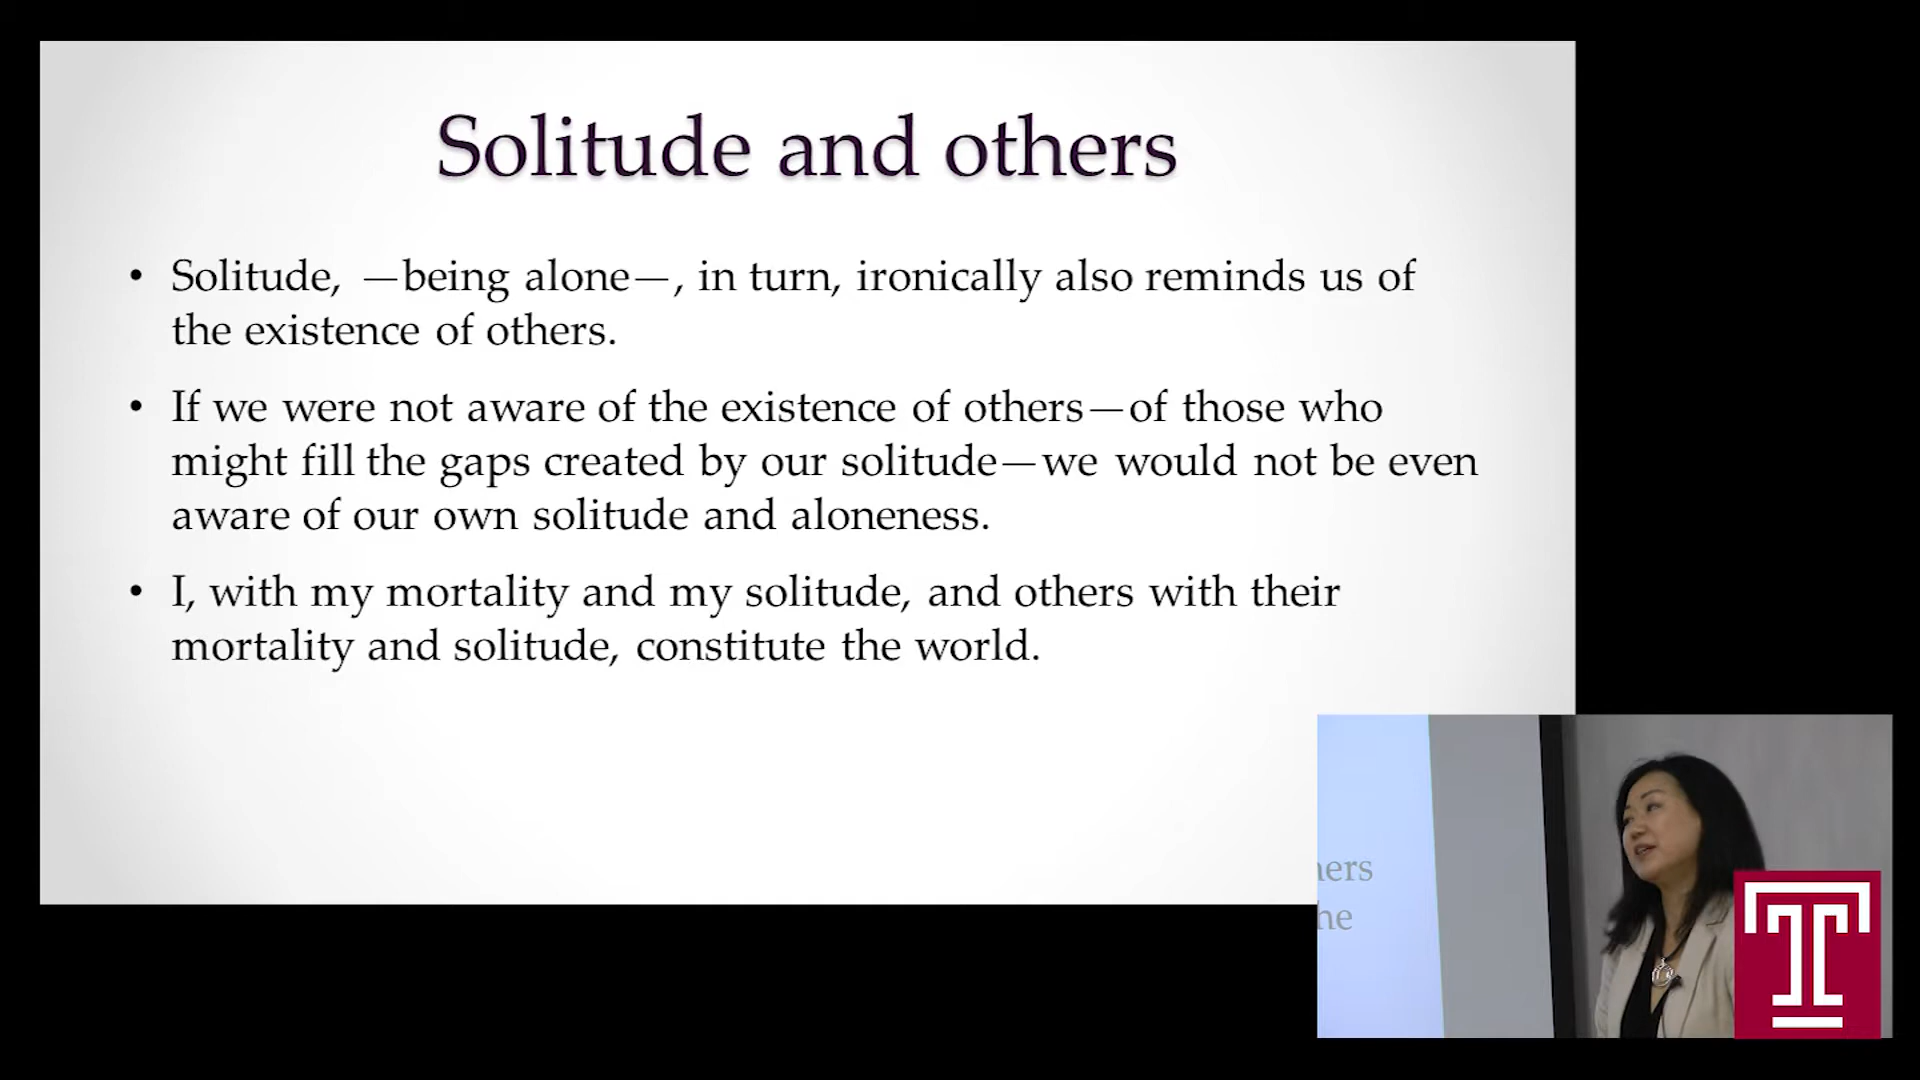 Solitude and others
• Solitude, —being alone—, in turn, ironically also reminds us of
the existence of others.
• If we were not aware of the existence of others—of those who
might fill the gaps created by our solitude—we would not be even
aware of our own solitude and aloneness.
• I, with my mortality and my solitude, and others with their
mortality and solitude, constitute the world.
hers
he
T